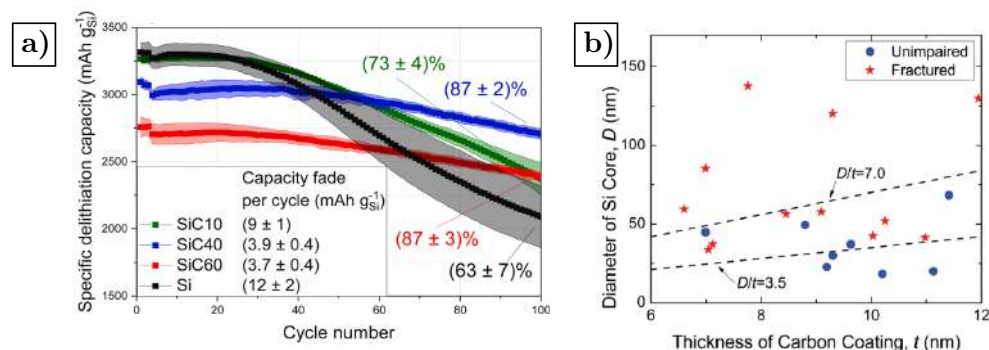 a)
Specific delithiation capacity (mAh g_Si^-1)
3500
3000
2500
2000
1500
(73 ± 4)%
(87 ± 2)%
Capacity fade
per cycle (mAh g_Si^-1)
SiC10 (9 ± 1)
SiC40 (3.9 ± 0.4)
SiC60 (3.7 ± 0.4)
Si (12 ± 2)
(87 ± 3)%
(63 ± 7)%
0 20 40 60 80 100
Cycle number
b)
Diameter of Si Core, D (nm)
150
100
50
0
Unimpaired
Fractured
D/t=7.0
D/t=3.5
6 8 10 12
Thickness of Carbon Coating, t (nm)